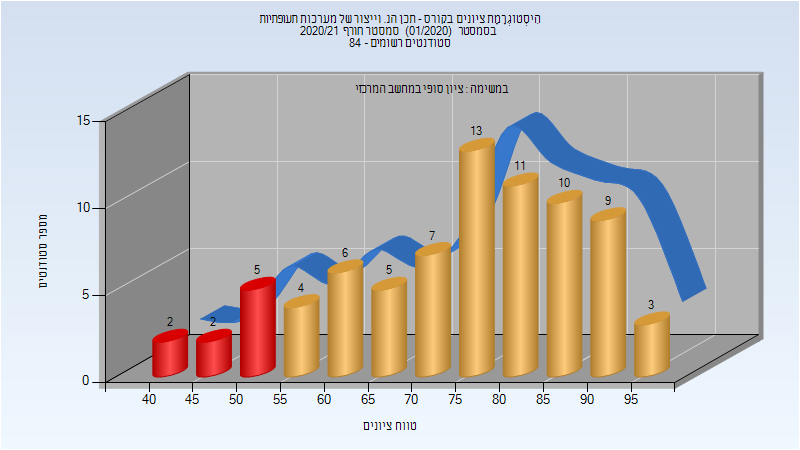 היסטוגרמת ציונים בקורס - תכן הנ. וייצור של מערכות תעופתיות
בסמסטר (01/2020) סמסטר חורף 2020/21
סטודנטים רשומים - 84
במשימה : ציון סופי במחשב המרכזי
15
10
5
0
מספר סטודנטים
2
2
5
4
6
5
7
13
11
10
9
3
40 45 50 55 60 65 70 75 80 85 90 95
טווח ציונים